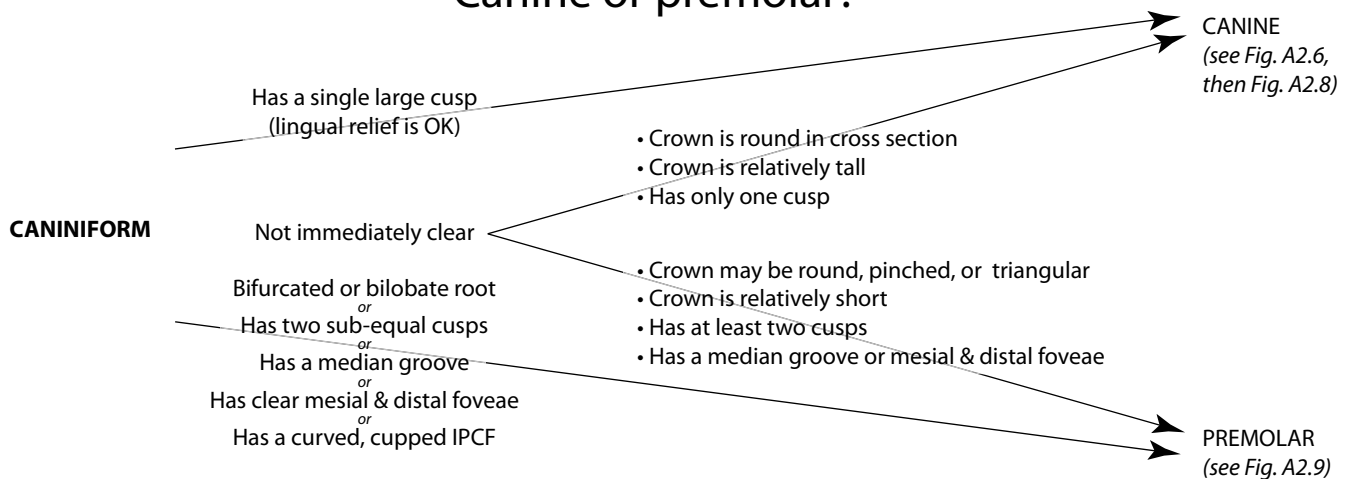 Canine or premolar?
CANINE
(see Fig. A2.6,
then Fig. A2.8)
Has a single large cusp
(lingual relief is OK)
• Crown is round in cross section
• Crown is relatively tall
• Has only one cusp
CANINIFORM
Not immediately clear
• Crown may be round, pinched, or triangular
• Crown is relatively short
• Has at least two cusps
• Has a median groove or mesial & distal foveae
Bifurcated or bilobate root
or
Has two sub-equal cusps
or
Has a median groove
or
Has clear mesial & distal foveae
or
Has a curved, cupped IPCF
PREMOLAR
(see Fig. A2.9)